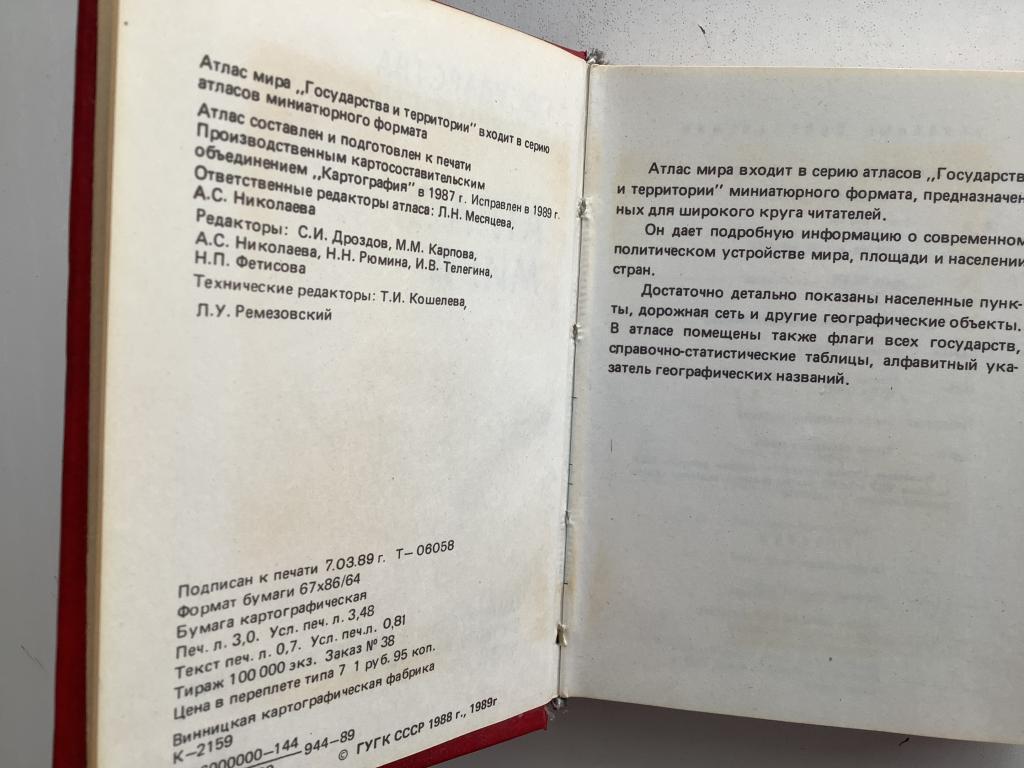 Атлас мира „Государства и территории" входит в серию
атласов миниатюрного формата
Атлас составлен и подготовлен к печати
Производственным картосоставительским
объединением „Картография" в 1987 г. Исправлен в 1989 г.
Ответственные редакторы атласа: Л.Н. Месяцева,
А.С. Николаева
Редакторы: С.И. Дроздов, М.М. Карпова,
А.С. Николаева, Н.Н. Рюмина, И.В. Телегина,
Н.П. Фетисова
Технические редакторы: Т.И. Кошелева,
Л.У. Ремезовский
Подписан к печати 7.03.89 г. Т–06058
Формат бумаги 67х86/64
Бумага картографическая
Печ. л. 3,0. Усл. печ. л. 3,48
Текст печ. л. 0,7. Усл. печ.л. 0,81
Тираж 100 000 экз. Заказ № 38
Цена в переплете типа 7 1 руб. 95 коп.
Винницкая картографическая фабрика
К–2159
000000–144
944–89
© ГУГК СССР 1988 г., 1989г
Атлас мира входит в серию атласов „Государств
и территории" миниатюрного формата, предназначен
ных для широкого круга читателей.
Он дает подробную информацию о современном
политическом устройстве мира, площади и населении
стран.
Достаточно детально показаны населенные пунк-
ты, дорожная сеть и другие географические объекты.
В атласе помещены также флаги всех государств,
справочно-статистические таблицы, алфавитный ука-
затель географических названий.